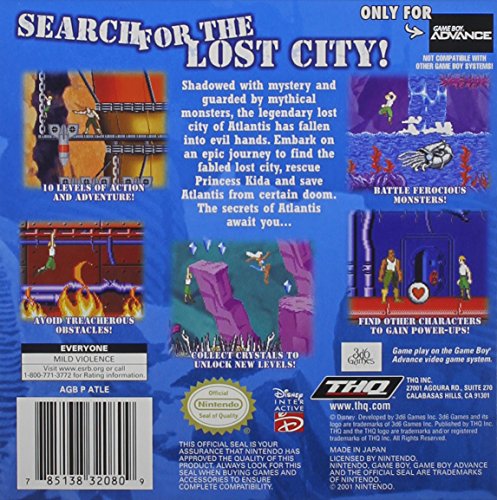 SEARCH FOR THE
LOST CITY!
ONLY FOR
GAME BOY
ADVANCE
NOT COMPATIBLE WITH
OTHER GAME BOY SYSTEMS!
Shadowed with mystery and
guarded by mythical
monsters, the legendary lost
city of Atlantis has fallen
into evil hands. Embark on
an epic journey to find the
fabled lost city, rescue
Princess Kida and save
Atlantis from certain doom.
The secrets of Atlantis
await you...
10 LEVELS OF ACTION
AND ADVENTURE!
BATTLE FEROCIOUS
MONSTERS!
AVOID TREACHEROUS
OBSTACLES!
COLLECT CRYSTALS TO
UNLOCK NEW LEVELS!
FIND OTHER CHARACTERS
TO GAIN POWER-UPS!
EVERYONE
MILD VIOLENCE
Visit www.esrb.org or call
1-800-771-3772 for Rating information.
AGB P ATLE
7 85138 32080 9
Official
Nintendo
Seal of Quality
THIS OFFICIAL SEAL IS YOUR
ASSURANCE THAT NINTENDO HAS
APPROVED THE QUALITY OF THIS
PRODUCT. ALWAYS LOOK FOR THIS
SEAL WHEN BUYING GAMES AND
ACCESSORIES TO ENSURE
COMPLETE COMPATIBILITY.
DISNEY
INTER
ACTIVE
3d6
Games
Game play on the Game Boy
Advance video game system.
THQ
www.thq.com
THQ INC.
27001 AGOURA RD., SUITE 270
CALABASAS HILLS, CA 91301
© Disney. Developed by 3d6 Games Inc. 3d6 Games and its
logo are trademarks of 3d6 Games Inc. Published by THQ Inc.
THQ and the THQ logo are trademarks and/or registered
trademarks of THQ Inc. All Rights Reserved.
MADE IN JAPAN
LICENSED BY NINTENDO.
NINTENDO, GAME BOY, GAME BOY ADVANCE
AND THE OFFICIAL SEAL ARE TRADEMARKS
OF NINTENDO.
© 2001 NINTENDO.